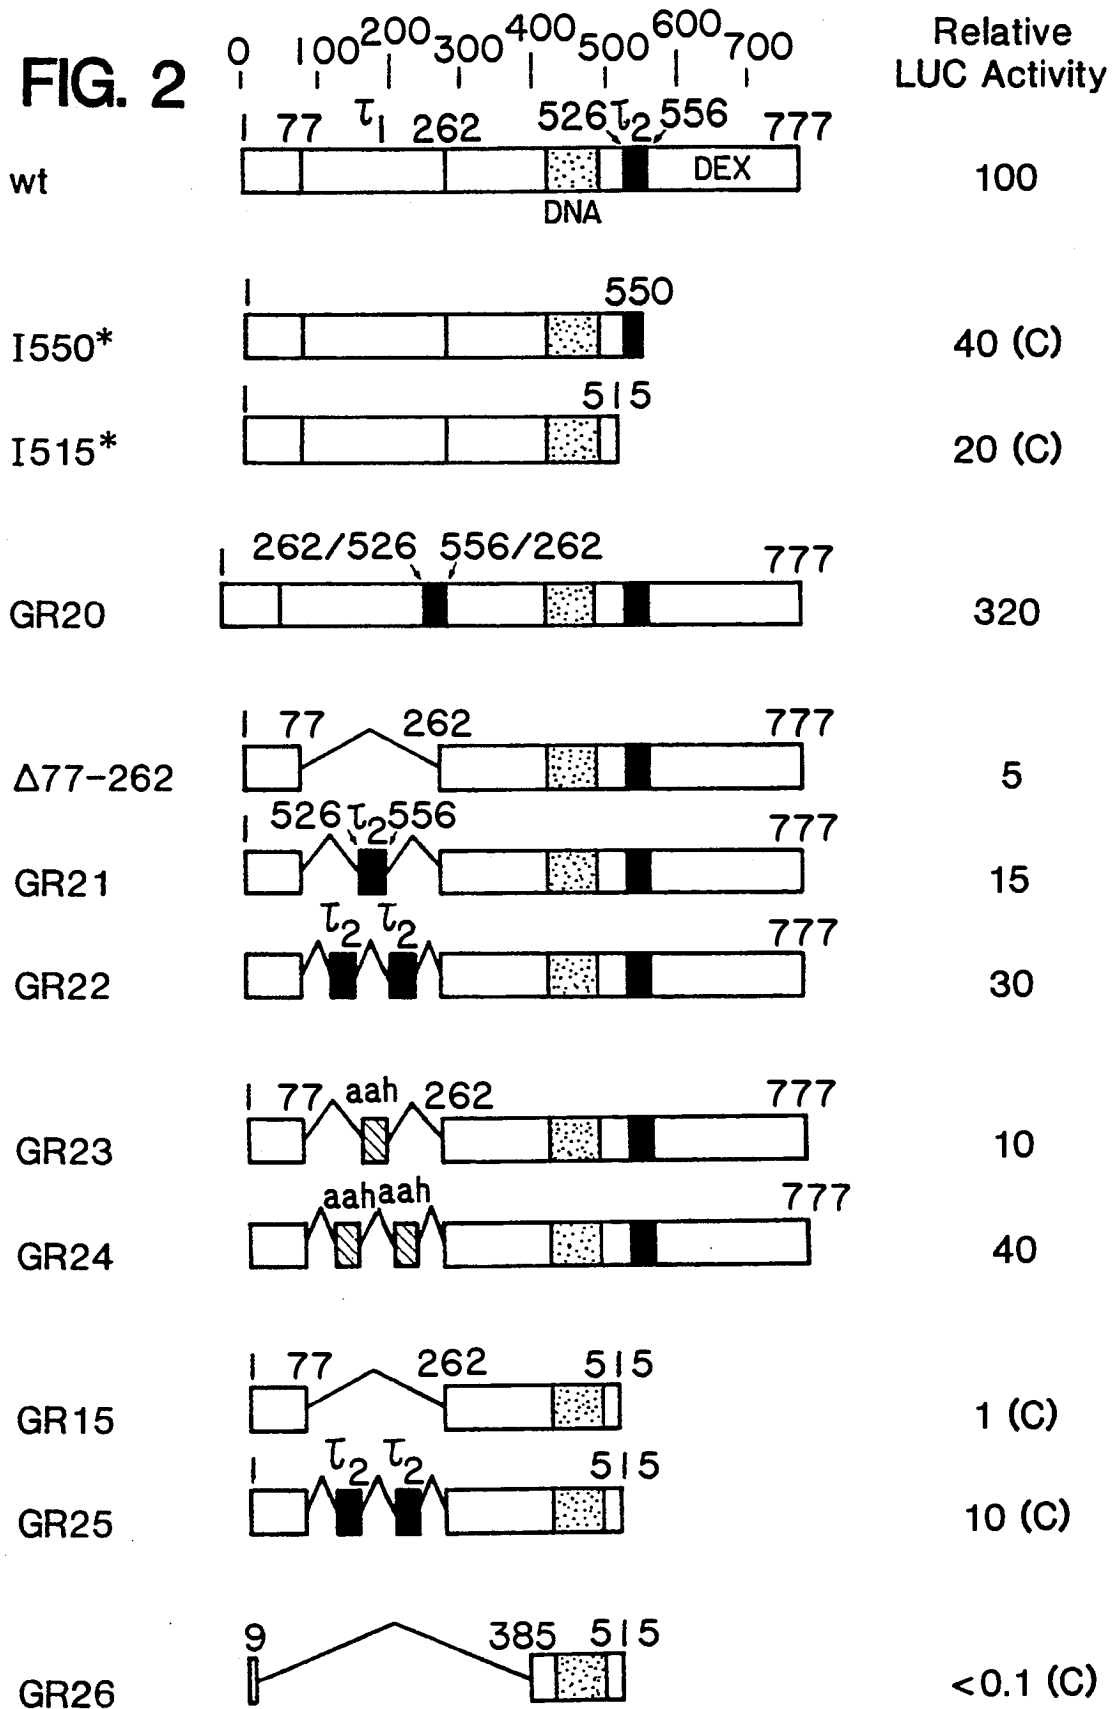 FIG. 2
0 100 200 300 400 500 600 700
Relative
LUC Activity
1 77 τ1 262 526 τ2 556 777
wt DEX 100
DNA
1 550
I550* 40 (C)
1 515
I515* 20 (C)
1 262/526 556/262 777
GR20 320
1 77 262 777
Δ77-262 5
1 526 τ2 556 777
GR21 15
τ2 τ2 777
GR22 30
1 77 aah 262 777
GR23 10
aah aah 777
GR24 40
1 77 262 515
GR15 1 (C)
1 τ2 τ2 515
GR25 10 (C)
9 385 515
GR26 <0.1 (C)